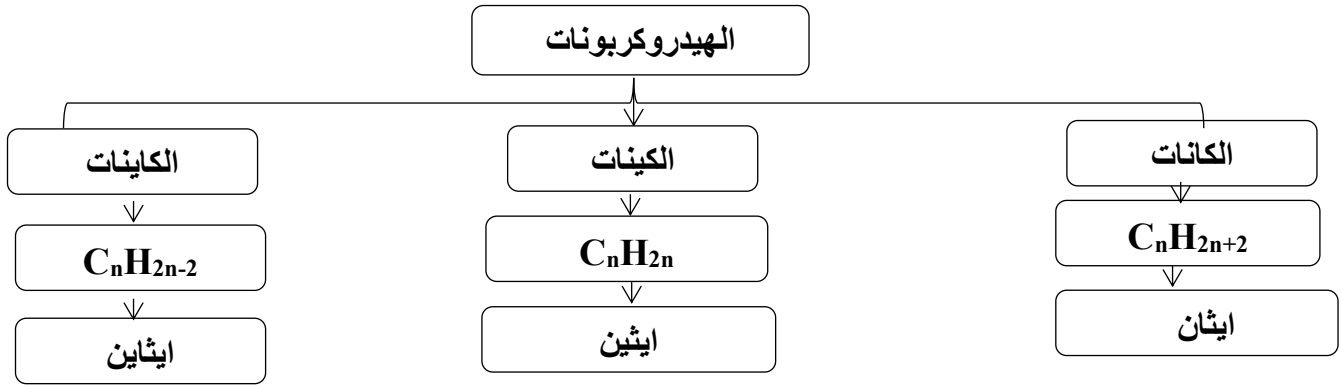 الهيدروكربونات
الكانات
الكينات
الكاينات
CₙH₂ₙ₊₂
CₙH₂ₙ
CₙH₂ₙ₋₂
ايثان
ايثين
ايثاين